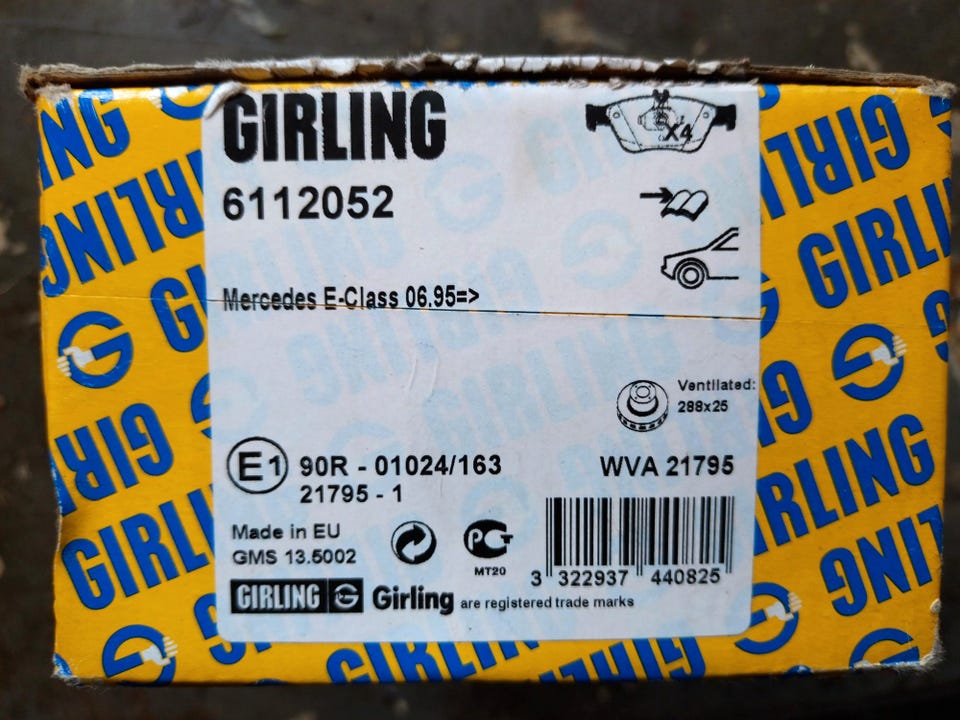 GIRLING
X4
6112052
Mercedes E-Class 06.95=>
Ventilated:
288x25
E1 90R - 01024/163
WVA 21795
21795 - 1
Made in EU
GMS 13.5002
MT20
3 322937 440825
GIRLING G Girling are registered trade marks